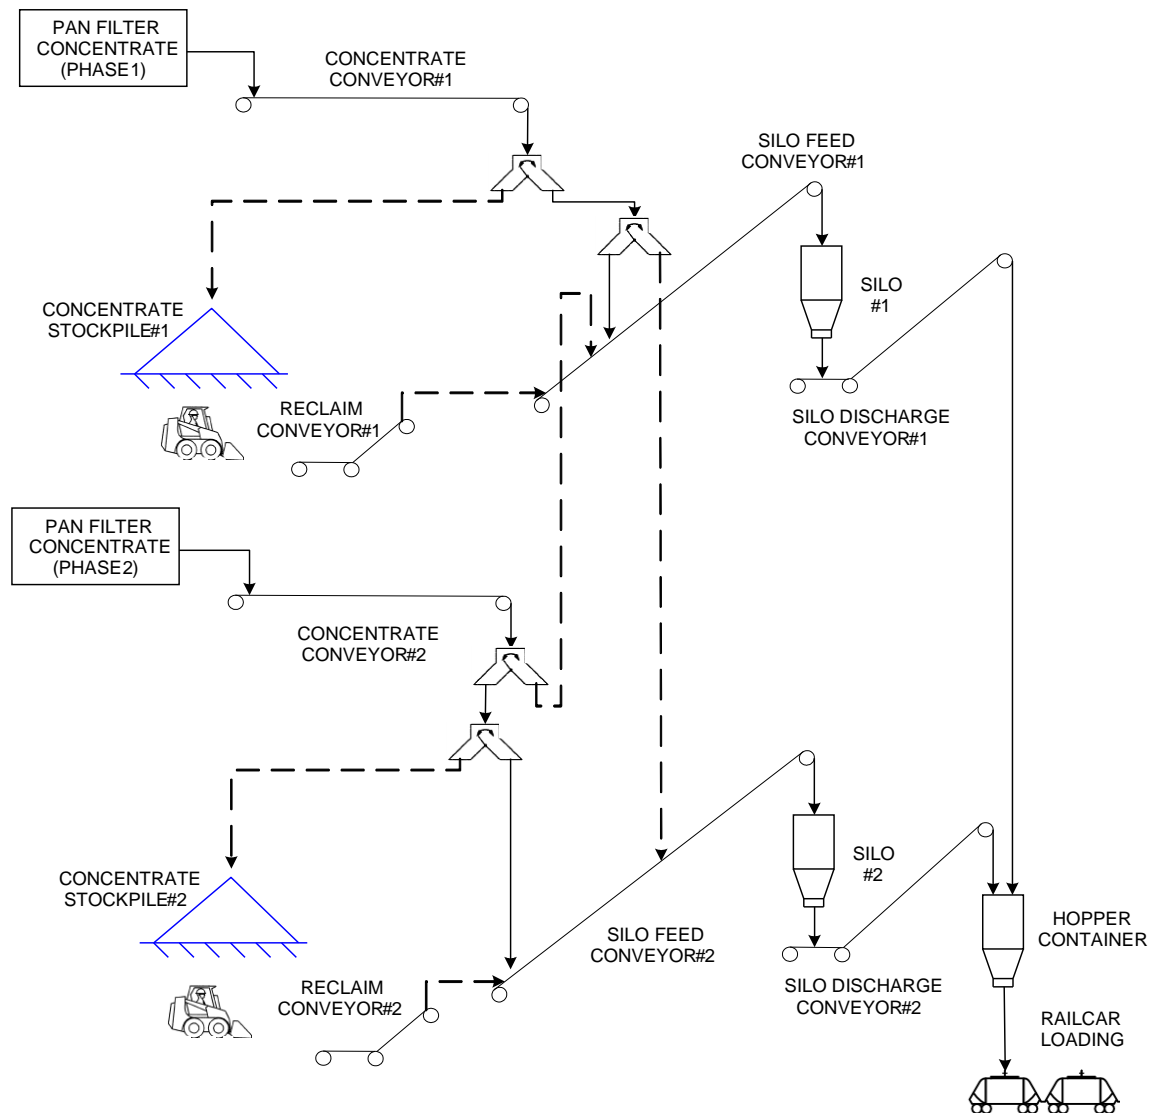 PAN FILTER
CONCENTRATE
(PHASE1)
CONCENTRATE
CONVEYOR#1
SILO FEED
CONVEYOR#1
CONCENTRATE
STOCKPILE#1
SILO
#1
RECLAIM
CONVEYOR#1
SILO DISCHARGE
CONVEYOR#1
PAN FILTER
CONCENTRATE
(PHASE2)
CONCENTRATE
CONVEYOR#2
CONCENTRATE
STOCKPILE#2
SILO
#2
SILO FEED
CONVEYOR#2
HOPPER
CONTAINER
RECLAIM
CONVEYOR#2
SILO DISCHARGE
CONVEYOR#2
RAILCAR
LOADING